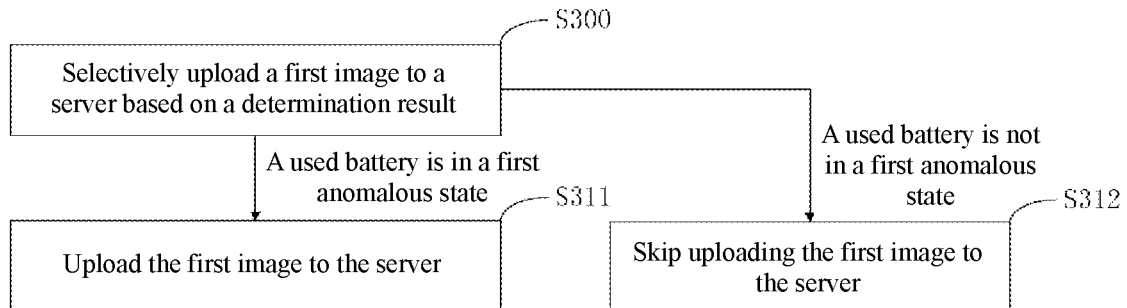 S300
Selectively upload a first image to a
server based on a determination result
A used battery is in a first
anomalous state
A used battery is not
in a first anomalous
state
S311
Upload the first image to the server
S312
Skip uploading the first image to
the server